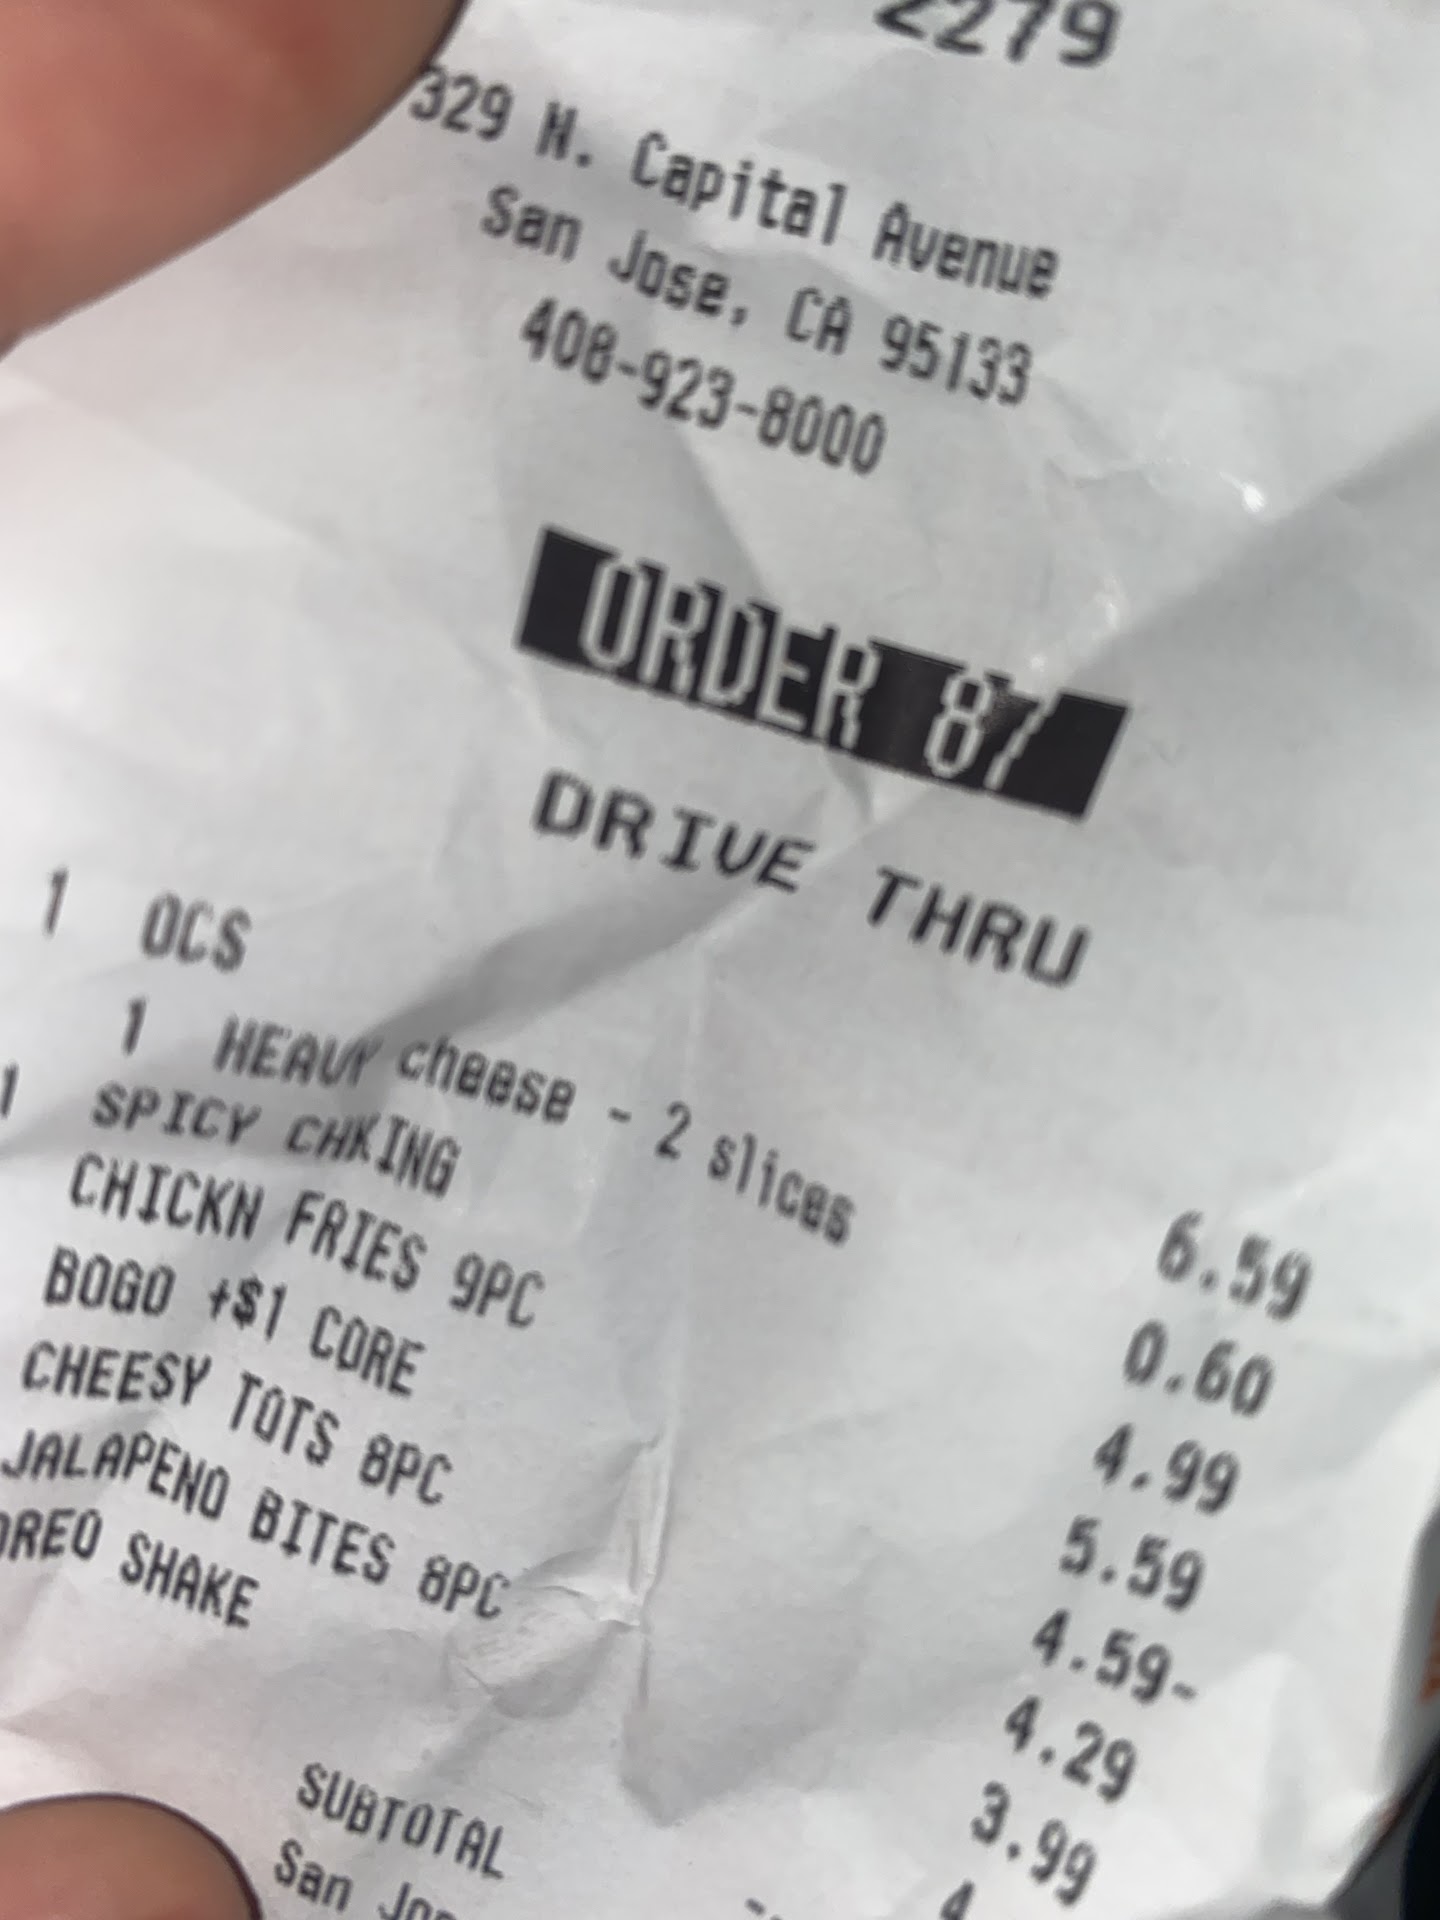 2279
329 N. Capital Avenue
San Jose, CA 95133
408-923-8000
ORDER 87
DRIVE THRU
1 OCS 6.59
1 HEAVY cheese - 2 slices 0.60
1 SPICY CHKING 4.99
CHICKN FRIES 9PC 5.59
BOGO +$1 CORE 4.59-
CHEESY TOTS 8PC 4.29
JALAPENO BITES 8PC 3.99
OREO SHAKE
SUBTOTAL
San